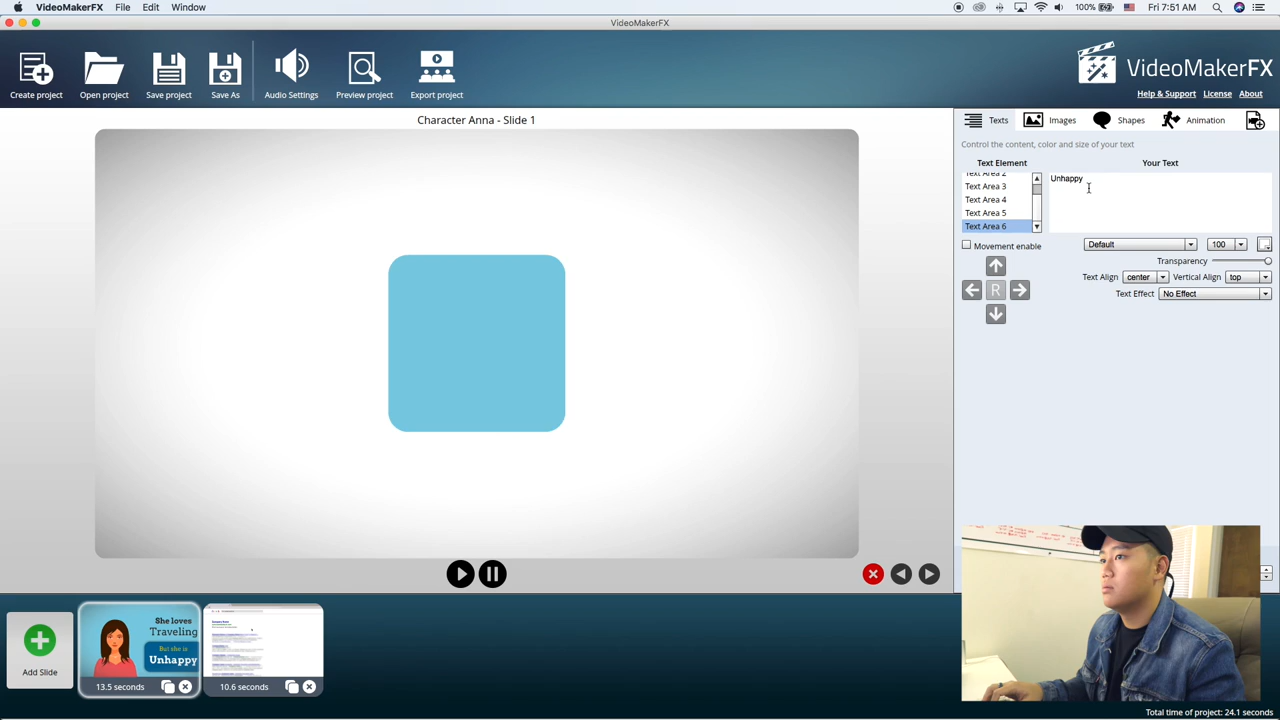 VideoMakerFX File Edit Window
100%
Fri 7:51 AM
VideoMakerFX
Create project
Open project
Save project
Save As
Audio Settings
Preview project
Export project
VideoMakerFX
Help & Support License About
Character Anna - Slide 1
Texts
Images
Shapes
Animation
Control the content, color and size of your text
Text Element
Your Text
Text Area 2
Text Area 3
Text Area 4
Text Area 5
Text Area 6
Unhappy
Movement enable
Default
100
Transparency
R
Text Align center Vertical Align top
Text Effect No Effect
Add Slide
She loves
Traveling
But she is
Unhappy
13.5 seconds
10.6 seconds
Total time of project: 24.1 seconds